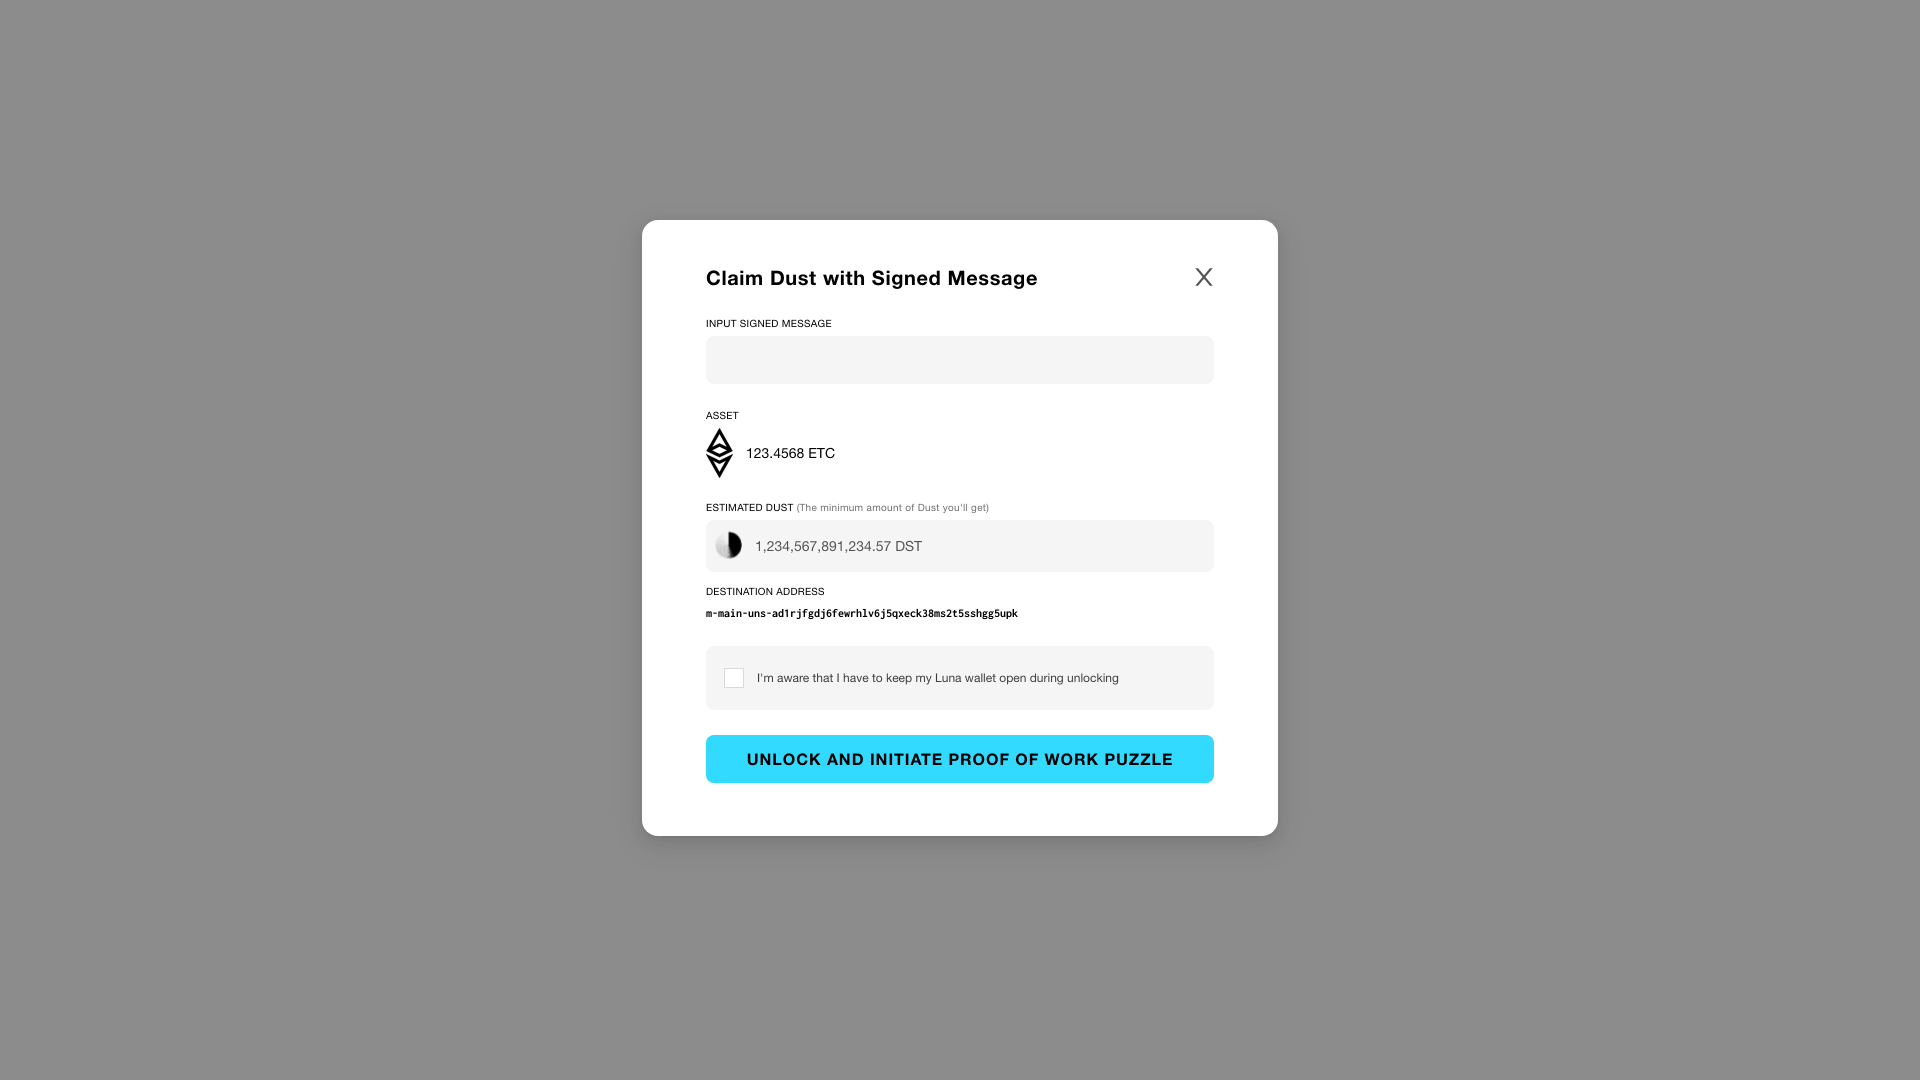 Claim Dust with Signed Message
X
INPUT SIGNED MESSAGE
ASSET
123.4568 ETC
ESTIMATED DUST (The minimum amount of Dust you'll get)
1,234,567,891,234.57 DST
DESTINATION ADDRESS
m-main-uns-ad1rjfgdj6fewrhlv6j5qxeck38ms2t5sshgg5upk
I'm aware that I have to keep my Luna wallet open during unlocking
UNLOCK AND INITIATE PROOF OF WORK PUZZLE